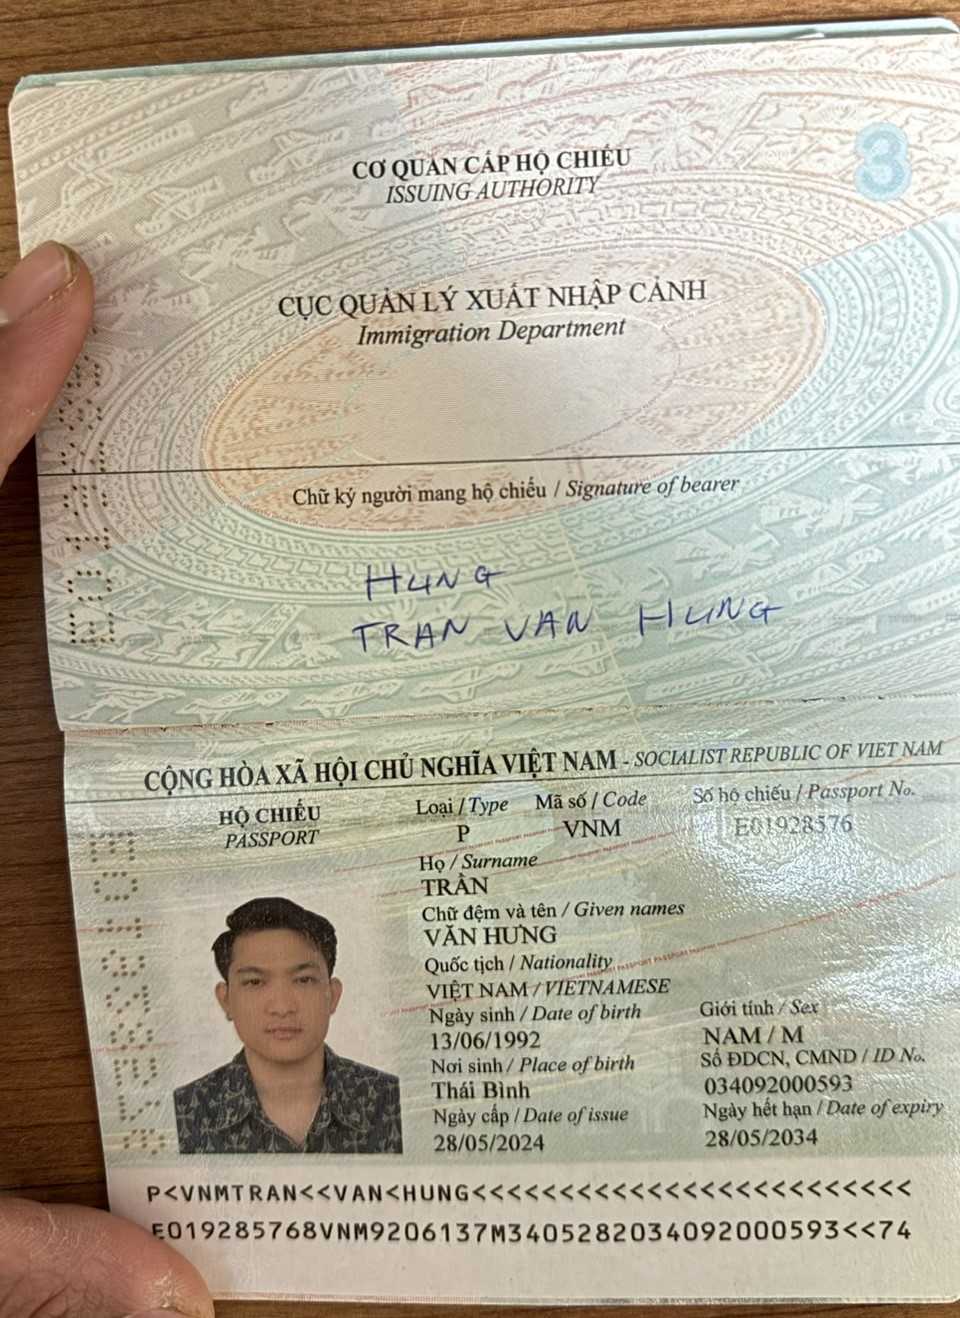 3
CƠ QUAN CẤP HỘ CHIẾU
ISSUING AUTHORITY
CỤC QUẢN LÝ XUẤT NHẬP CẢNH
Immigration Department
Chữ ký người mang hộ chiếu / Signature of bearer
HUNG
TRAN VAN HUNG
CỘNG HÒA XÃ HỘI CHỦ NGHĨA VIỆT NAM - SOCIALIST REPUBLIC OF VIET NAM
HỘ CHIẾU Loại / Type Mã số / Code Số hộ chiếu / Passport No.
PASSPORT P VNM E01928576
Họ / Surname
TRẦN
Chữ đệm và tên / Given names
VĂN HƯNG
Quốc tịch / Nationality
VIỆT NAM / VIETNAMESE
Ngày sinh / Date of birth Giới tính / Sex
13/06/1992 NAM / M
Nơi sinh / Place of birth Số ĐDCN, CMND / ID No.
Thái Bình 034092000593
Ngày cấp / Date of issue Ngày hết hạn / Date of expiry
28/05/2024 28/05/2034
P<VNMTRAN<<VAN<HUNG<<<<<<<<<<<<<<<<<<<<<<<<<
E019285768VNM9206137M3405282034092000593<<74